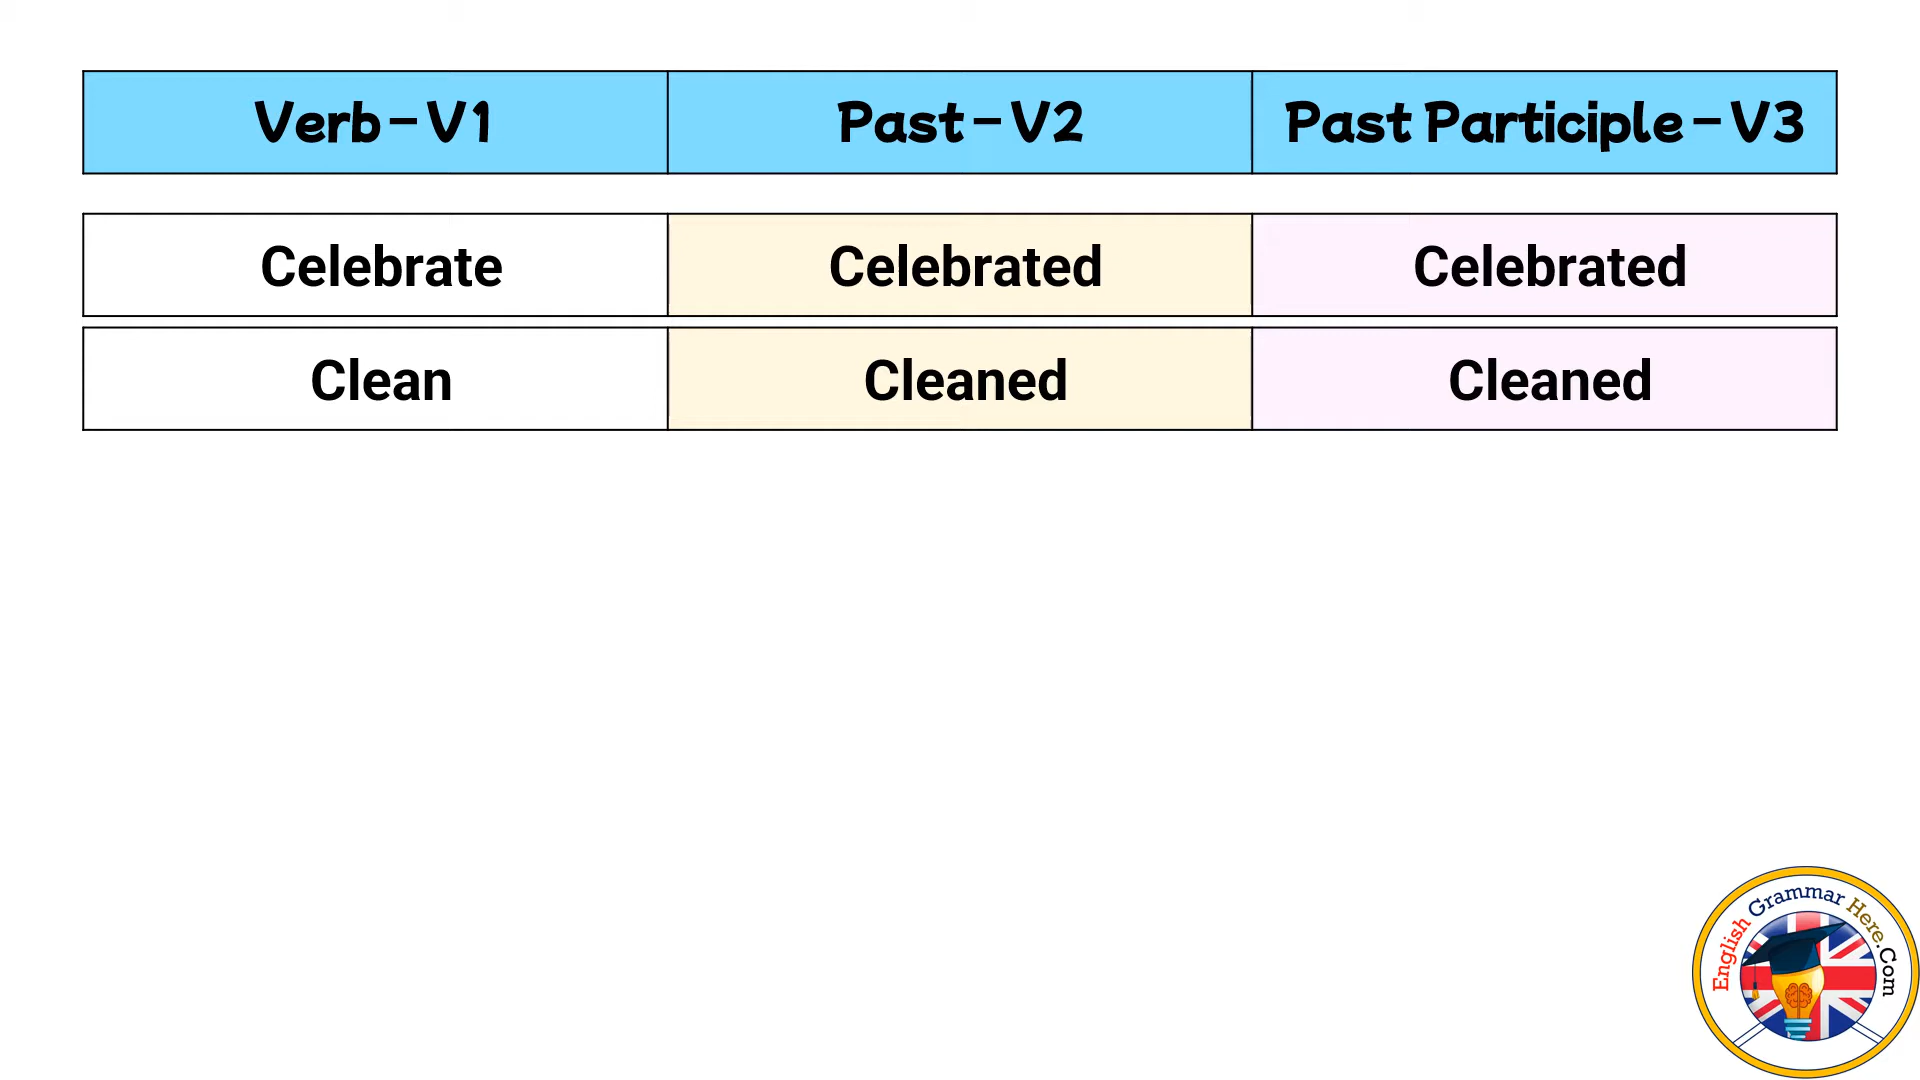 Verb – V1 Past – V2 Past Participle – V3
Celebrate Celebrated Celebrated
Clean Cleaned Cleaned
English Grammar Here.Com